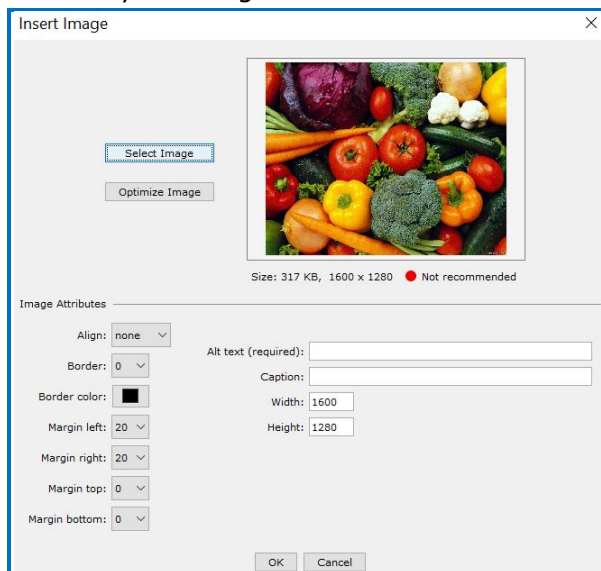 Insert Image
Select Image
Optimize Image
Size: 317 KB, 1600 x 1280 Not recommended
Image Attributes
Align: none
Border: 0
Border color:
Margin left: 20
Margin right: 20
Margin top: 0
Margin bottom: 0
Alt text (required):
Caption:
Width: 1600
Height: 1280
OK Cancel